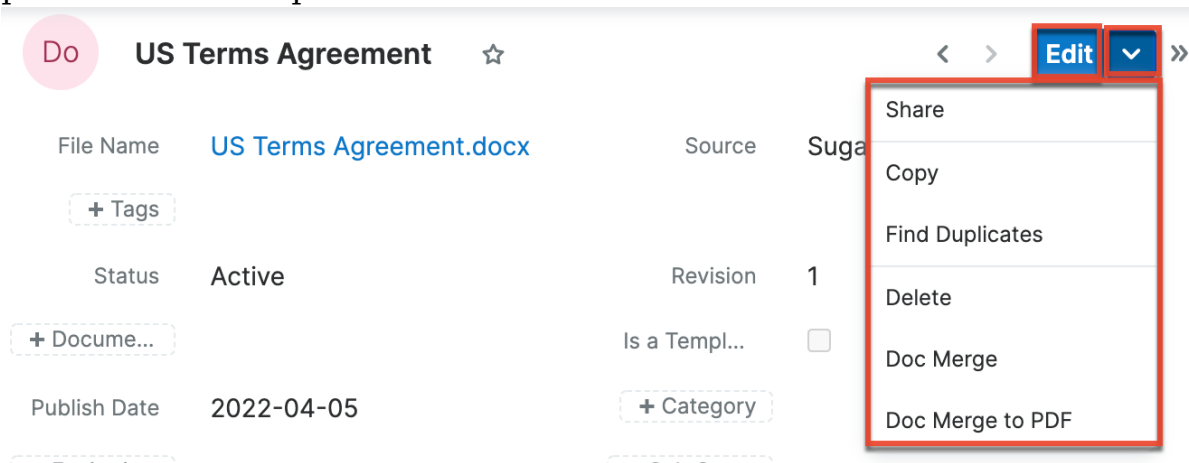 Do US Terms Agreement Edit
Share
File Name US Terms Agreement.docx Source Suga
Copy
+ Tags
Find Duplicates
Status Active Revision 1
Delete
+ Docume... Is a Templ...
Doc Merge
Publish Date 2022-04-05 + Category
Doc Merge to PDF